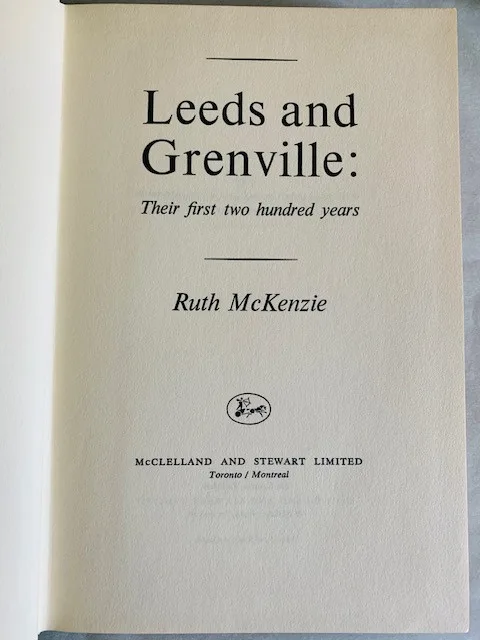 Leeds and
Grenville:
Their first two hundred years
Ruth McKenzie
McCLELLAND AND STEWART LIMITED
Toronto / Montreal